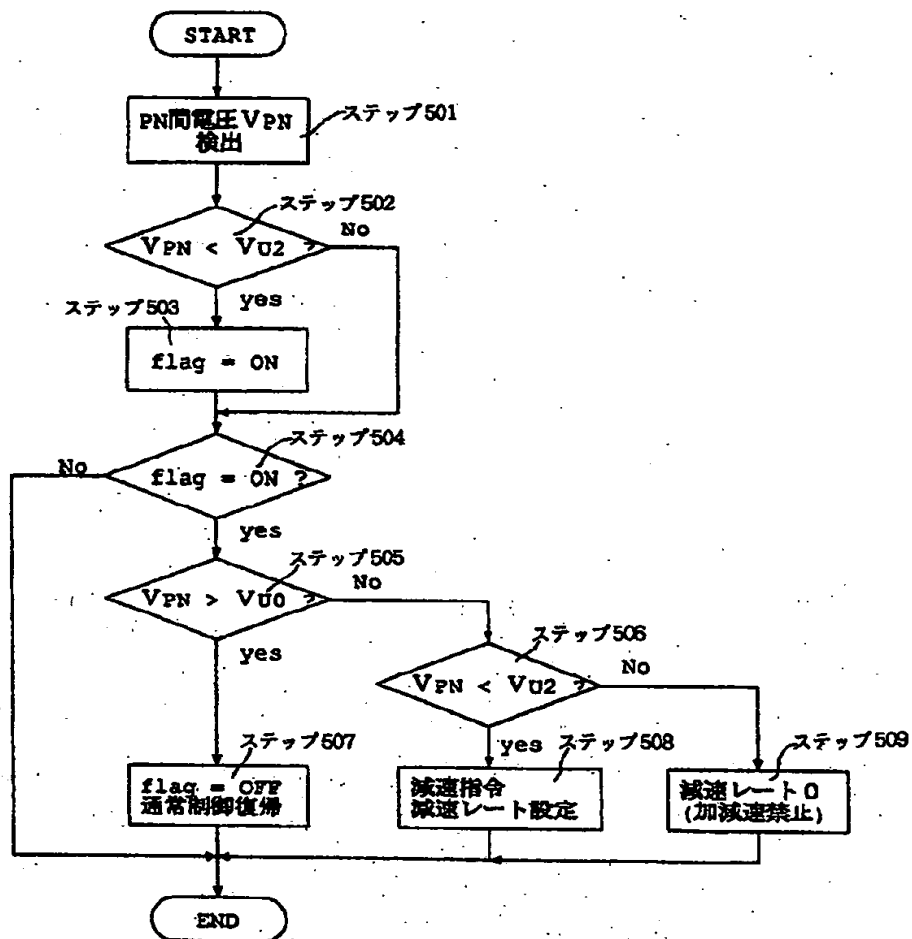 START
PN間電圧VPN
検出
ステップ501
ステップ502
VPN < VU2 ?
No
yes
ステップ503
flag = ON
ステップ504
flag = ON ?
No
yes
ステップ505
VPN > VU0 ?
No
yes
ステップ506
VPN < VU2 ?
No
yes
ステップ507
flag = OFF
通常制御復帰
ステップ508
減速指令
減速レート設定
ステップ509
減速レート0
(加減速禁止)
END